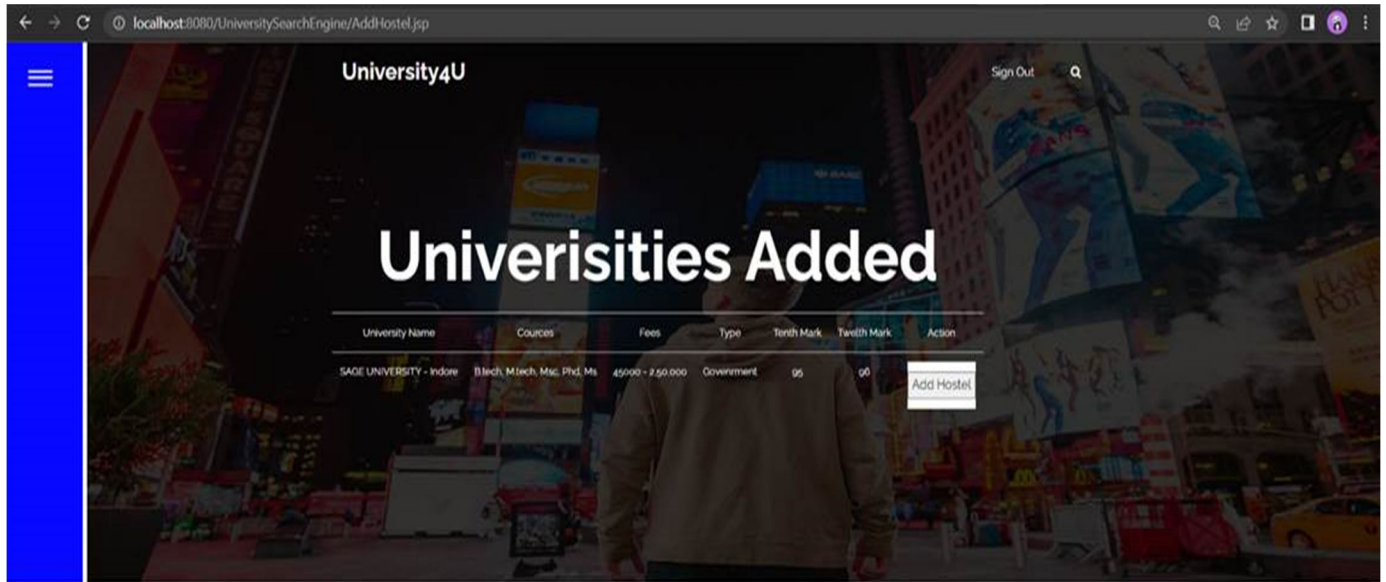 localhost:8080/UniversitySearchEngine/AddHostel.jsp
University4U Sign Out
Univerisities Added
University Name Cources Fees Type Tenth Mark Twelth Mark Action
SAGE UNIVERSITY - Indore B.tech, M.tech, Msc, Phd, Ms 45000 - 2,50,000 Government 95 96 Add Hostel